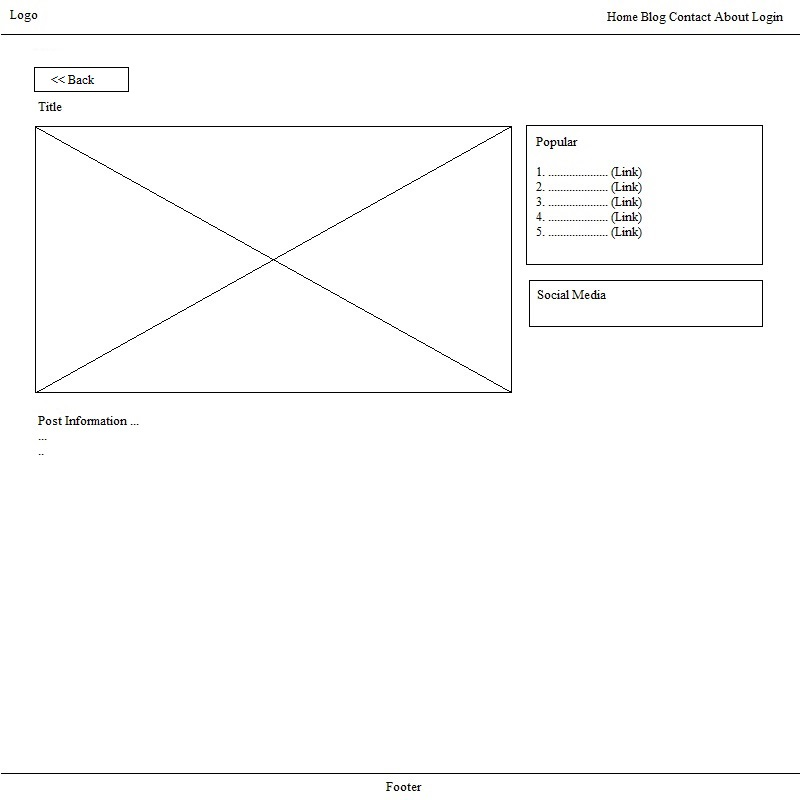 Logo
Home Blog Contact About Login
<< Back
Title
Popular
1. .................... (Link)
2. .................... (Link)
3. .................... (Link)
4. .................... (Link)
5. .................... (Link)
Social Media
Post Information ...
...
..
Footer